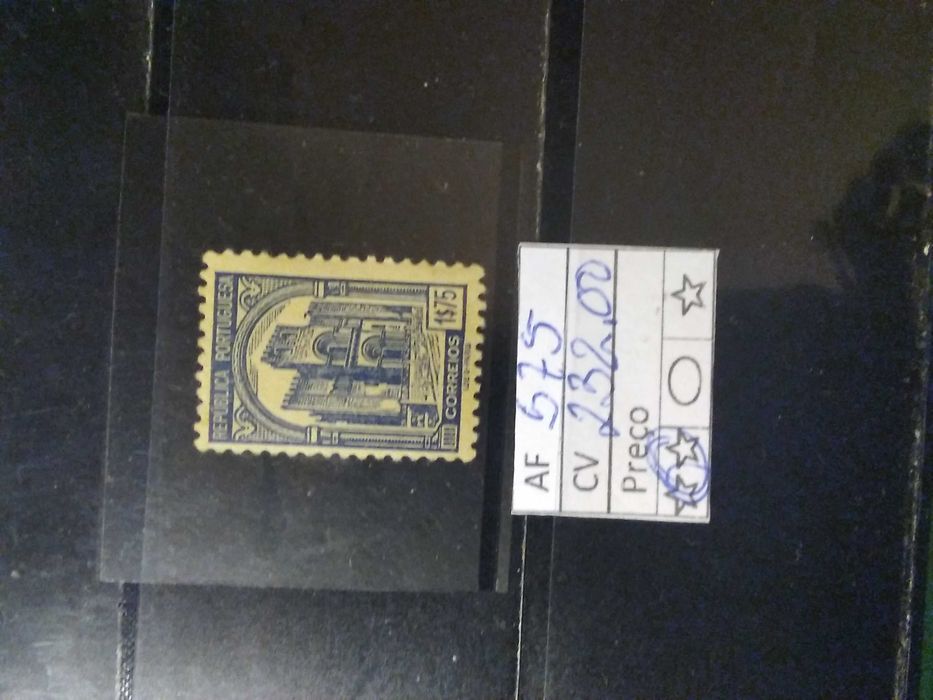 REPUBLICA PORTUGUESA
1$75
CORREIOS
AF 575
CV 232,00
Preço